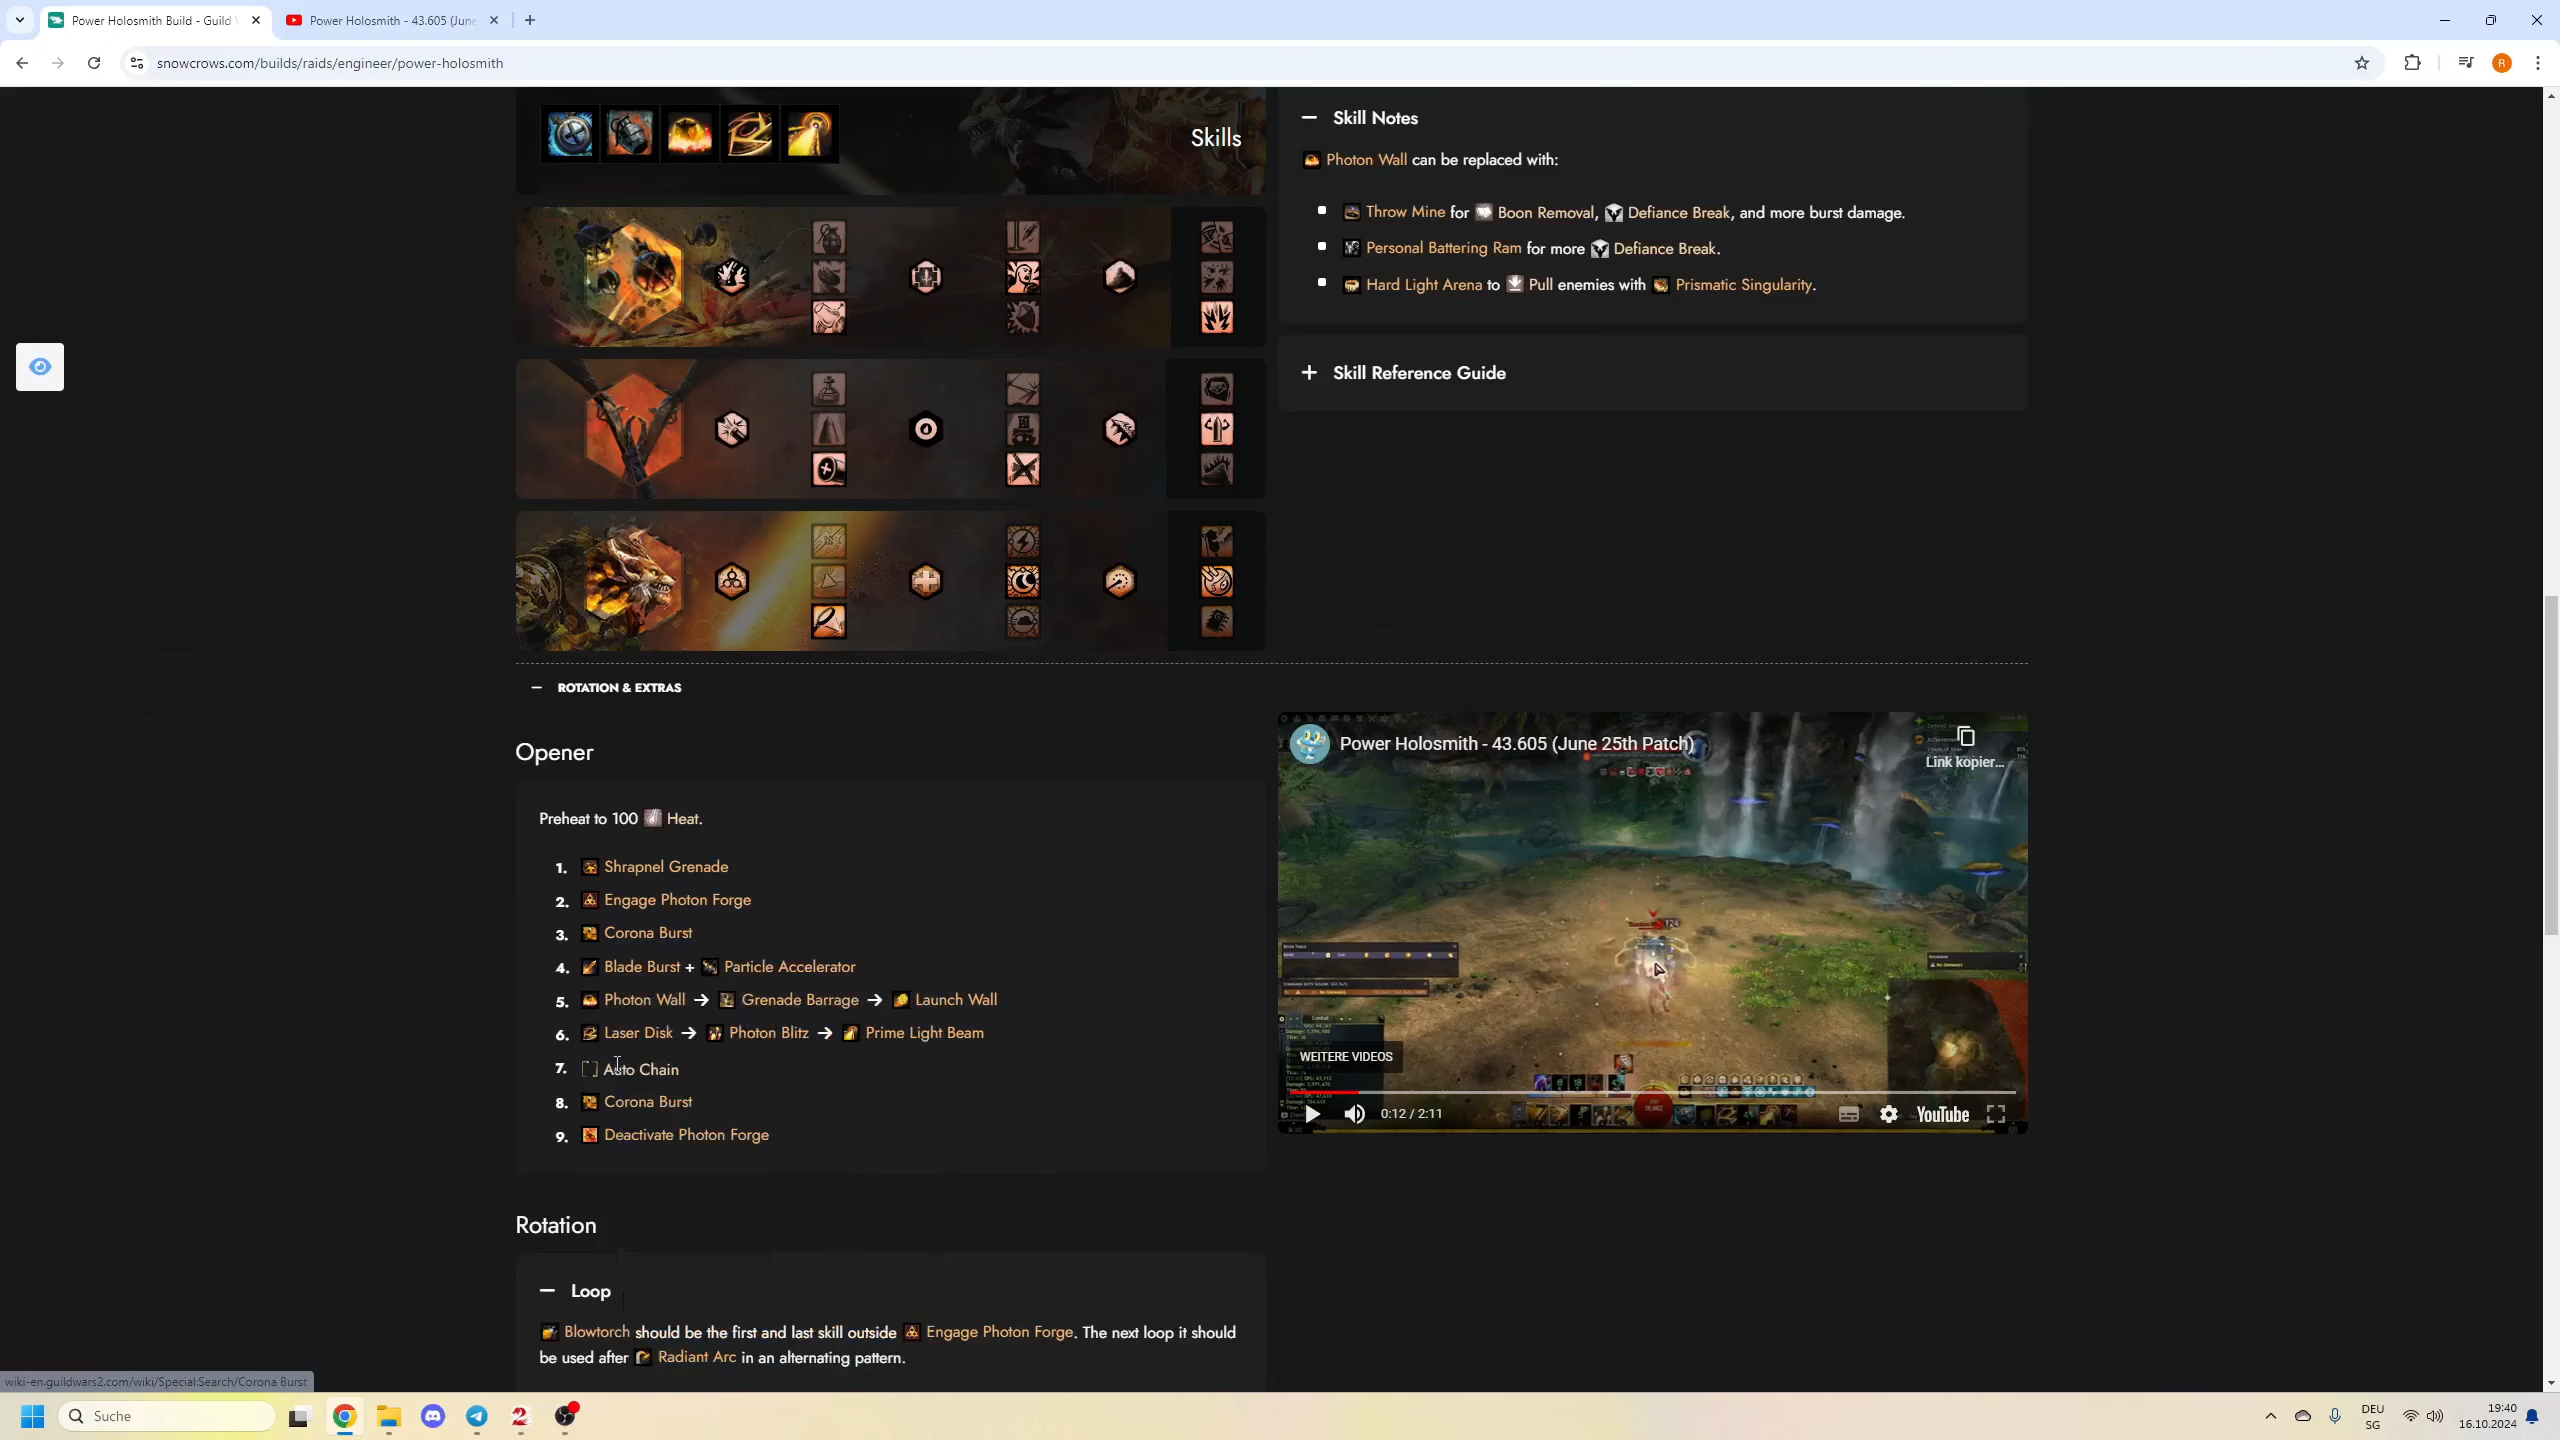 Power Holosmith Build - Guild
Power Holosmith - 43.605 (June
snowcrows.com/builds/raids/engineer/power-holosmith
R
Skills
Skill Notes
Photon Wall can be replaced with:
Throw Mine for Boon Removal, Defiance Break, and more burst damage.
Personal Battering Ram for more Defiance Break.
Hard Light Arena to Pull enemies with Prismatic Singularity.
Skill Reference Guide
ROTATION & EXTRAS
Opener
Preheat to 100 Heat.
1. Shrapnel Grenade
2. Engage Photon Forge
3. Corona Burst
4. Blade Burst + Particle Accelerator
5. Photon Wall → Grenade Barrage → Launch Wall
6. Laser Disk → Photon Blitz → Prime Light Beam
7. Auto Chain
8. Corona Burst
9. Deactivate Photon Forge
Power Holosmith - 43.605 (June 25th Patch)
Link kopier...
WEITERE VIDEOS
0:12 / 2:11
YouTube
Rotation
Loop
Blowtorch should be the first and last skill outside Engage Photon Forge. The next loop it should
be used after Radiant Arc in an alternating pattern.
wiki-en.guildwars2.com/wiki/Special:Search/Corona Burst
Suche
DEU
SG
19:40
16.10.2024